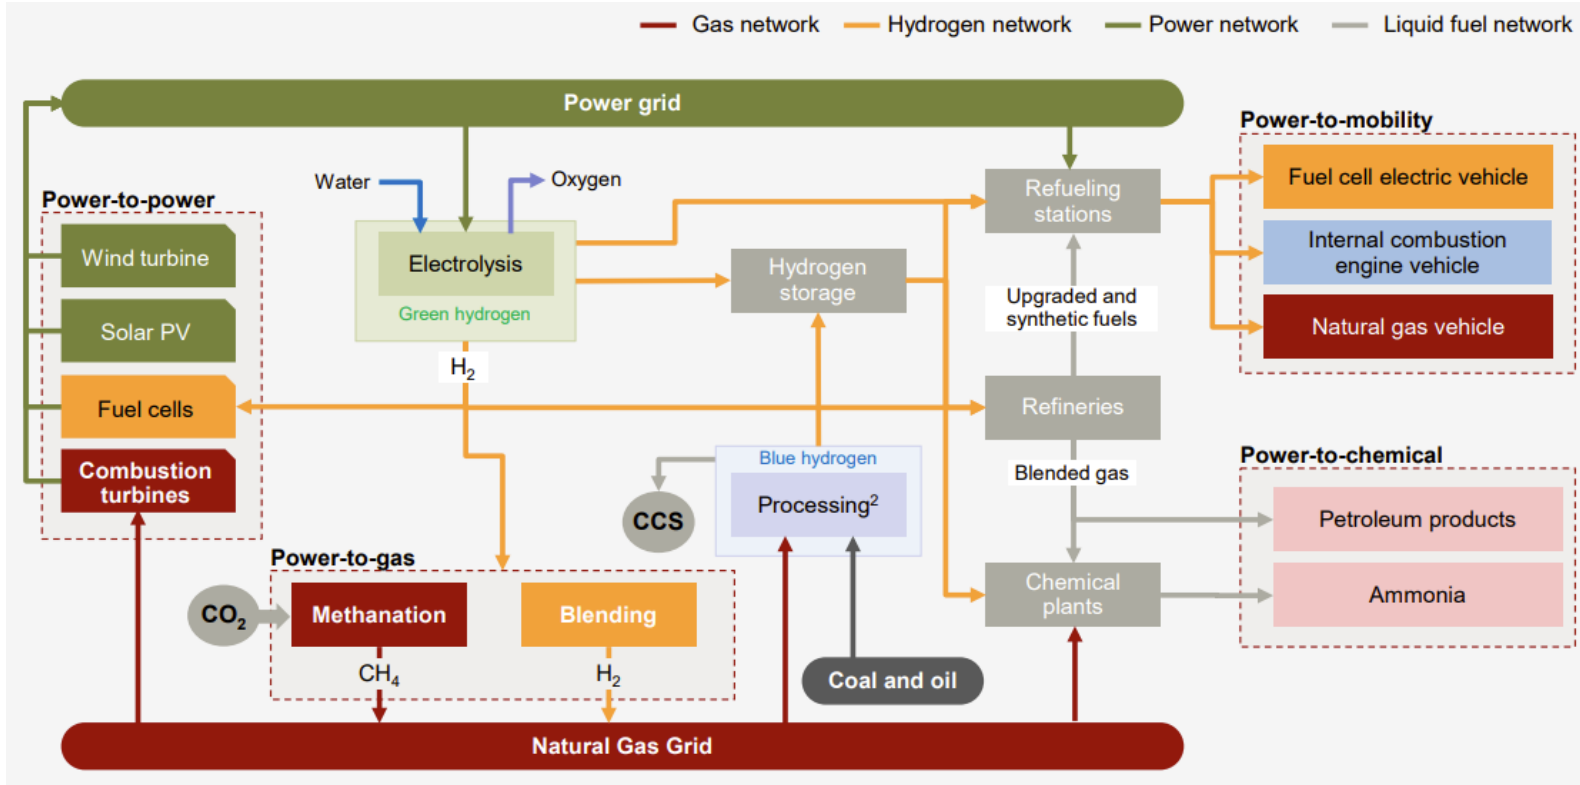 Gas network
Hydrogen network
Power network
Liquid fuel network
Power grid
Power-to-mobility
Water
Oxygen
Refueling
stations
Fuel cell electric vehicle
Power-to-power
Wind turbine
Electrolysis
Green hydrogen
Hydrogen
storage
Internal combustion
engine vehicle
Upgraded and
synthetic fuels
Solar PV
Natural gas vehicle
H₂
Fuel cells
Refineries
Combustion
turbines
Blue hydrogen
Processing²
CCS
Blended gas
Power-to-chemical
Petroleum products
Power-to-gas
CO₂
Methanation
Blending
Chemical
plants
Ammonia
CH₄
H₂
Coal and oil
Natural Gas Grid